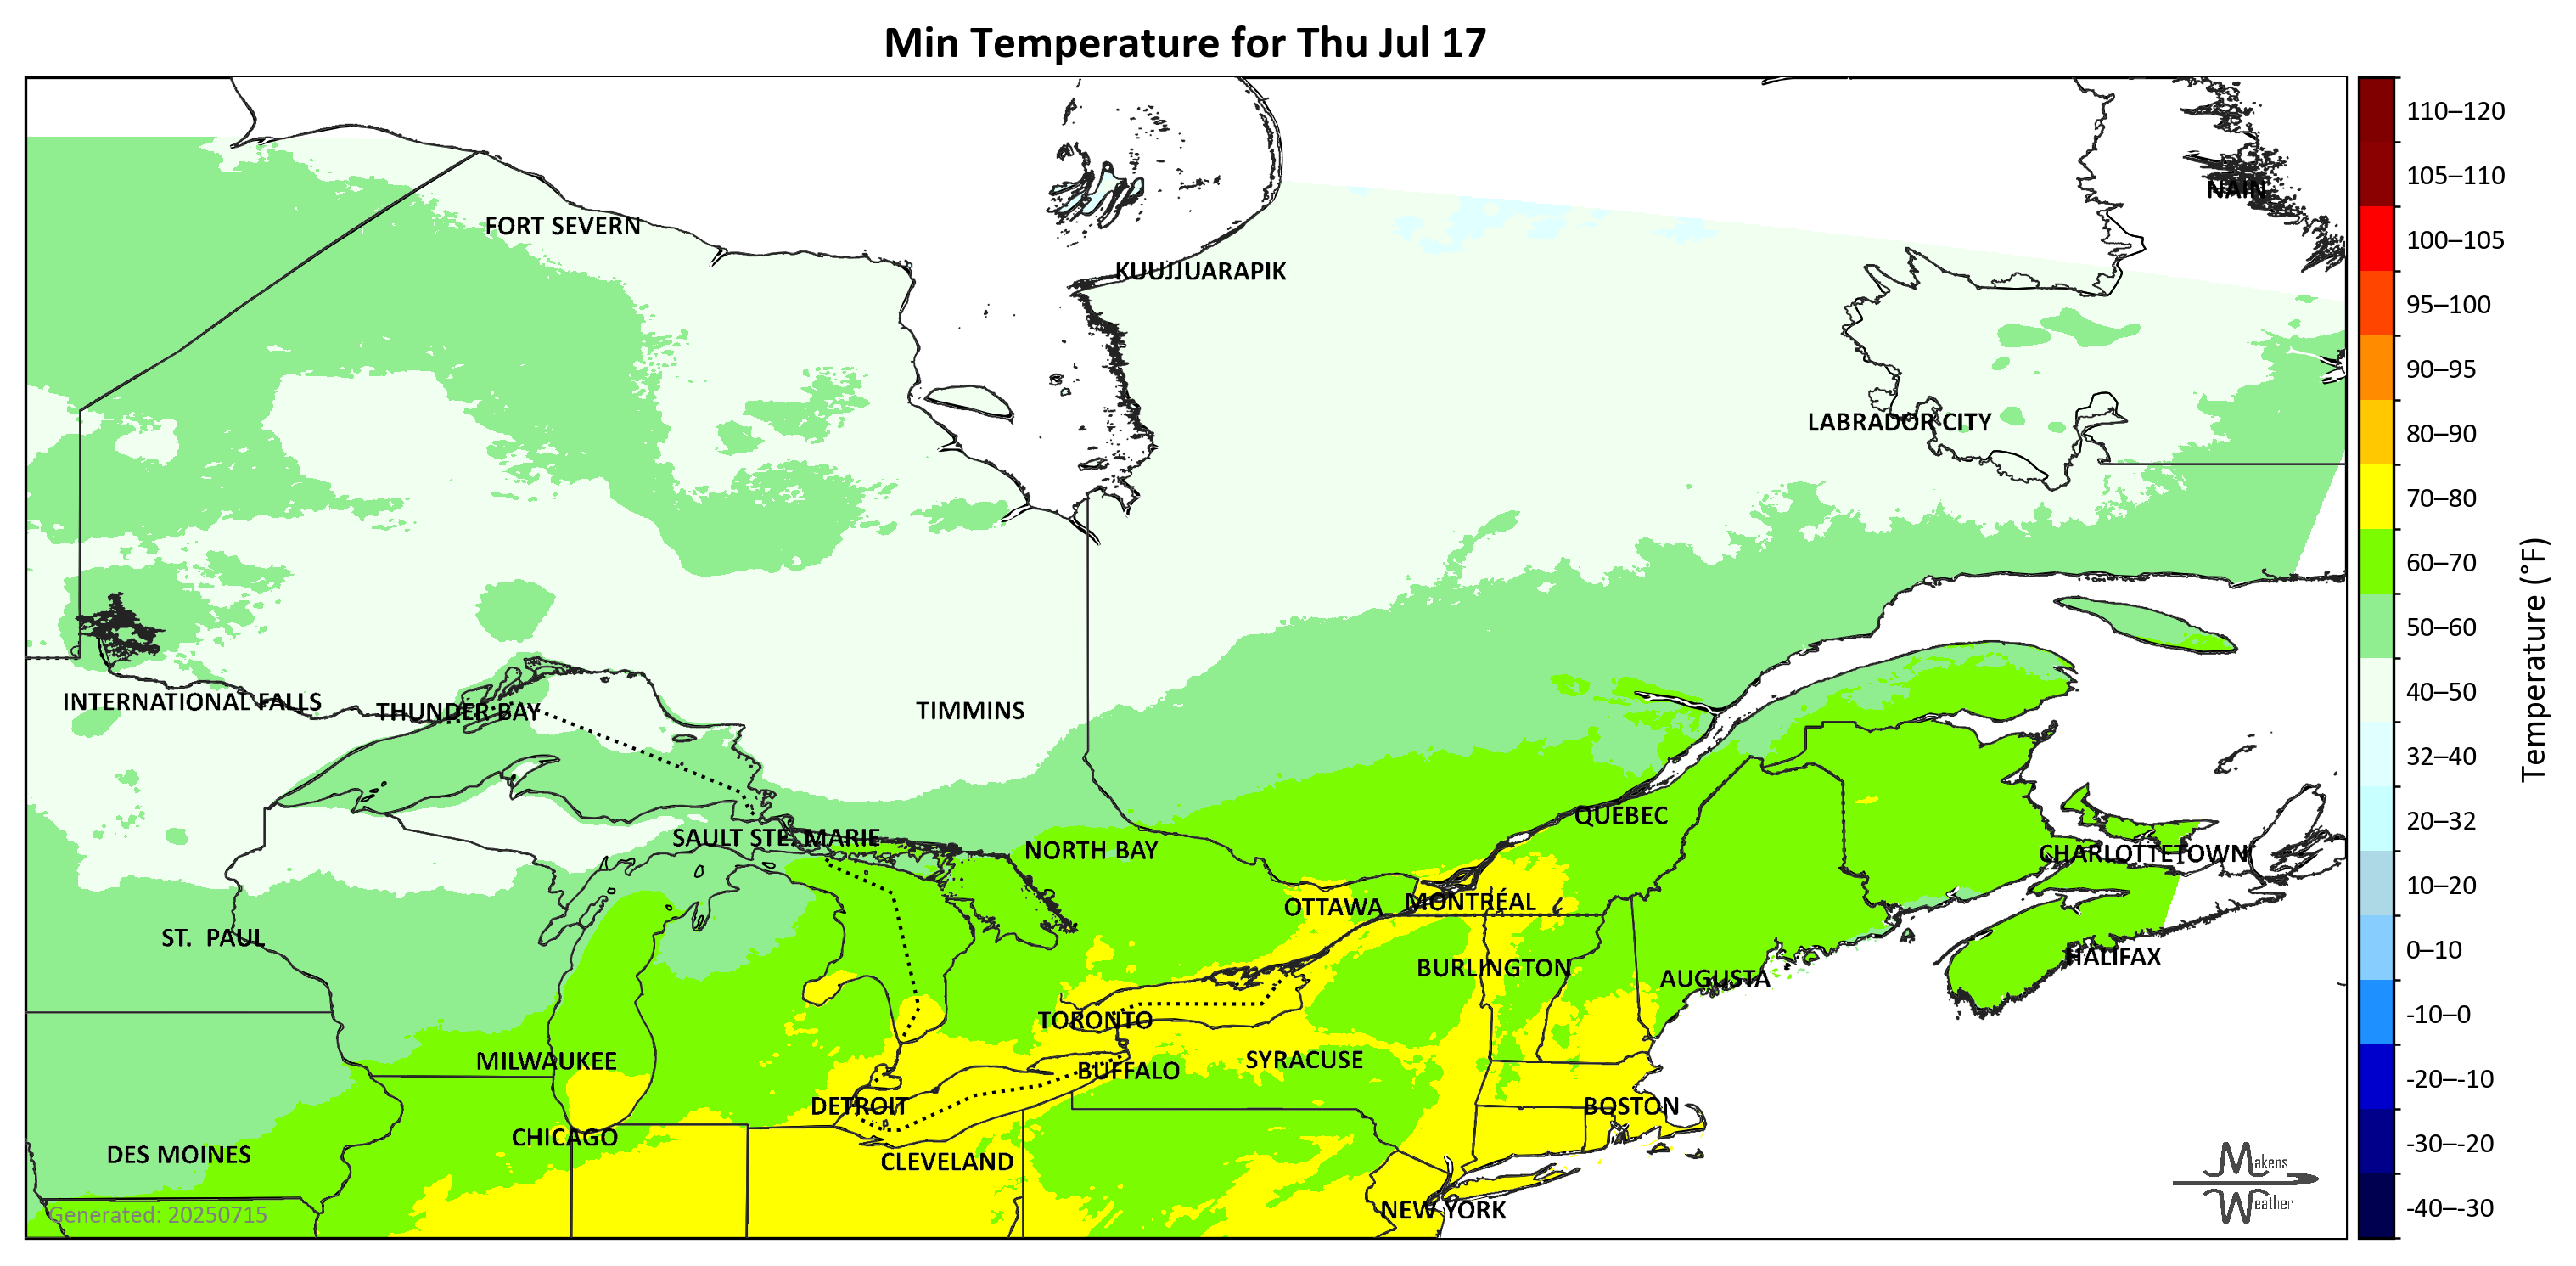 Min Temperature for Thu Jul 17
NAIN
FORT SEVERN
KUUJJUARAPIK
LABRADOR CITY
INTERNATIONAL FALLS
THUNDER BAY
TIMMINS
QUEBEC
SAULT STE. MARIE
NORTH BAY
CHARLOTTETOWN
OTTAWA
MONTRÉAL
ST. PAUL
HALIFAX
BURLINGTON
AUGUSTA
TORONTO
MILWAUKEE
SYRACUSE
BUFFALO
DETROIT
BOSTON
CHICAGO
DES MOINES
CLEVELAND
NEW YORK
Generated: 20250715
Makens
Weather
110–120
105–110
100–105
95–100
90–95
80–90
70–80
60–70
50–60
40–50
32–40
20–32
10–20
0–10
-10–0
-20–-10
-30–-20
-40–-30
Temperature (°F)